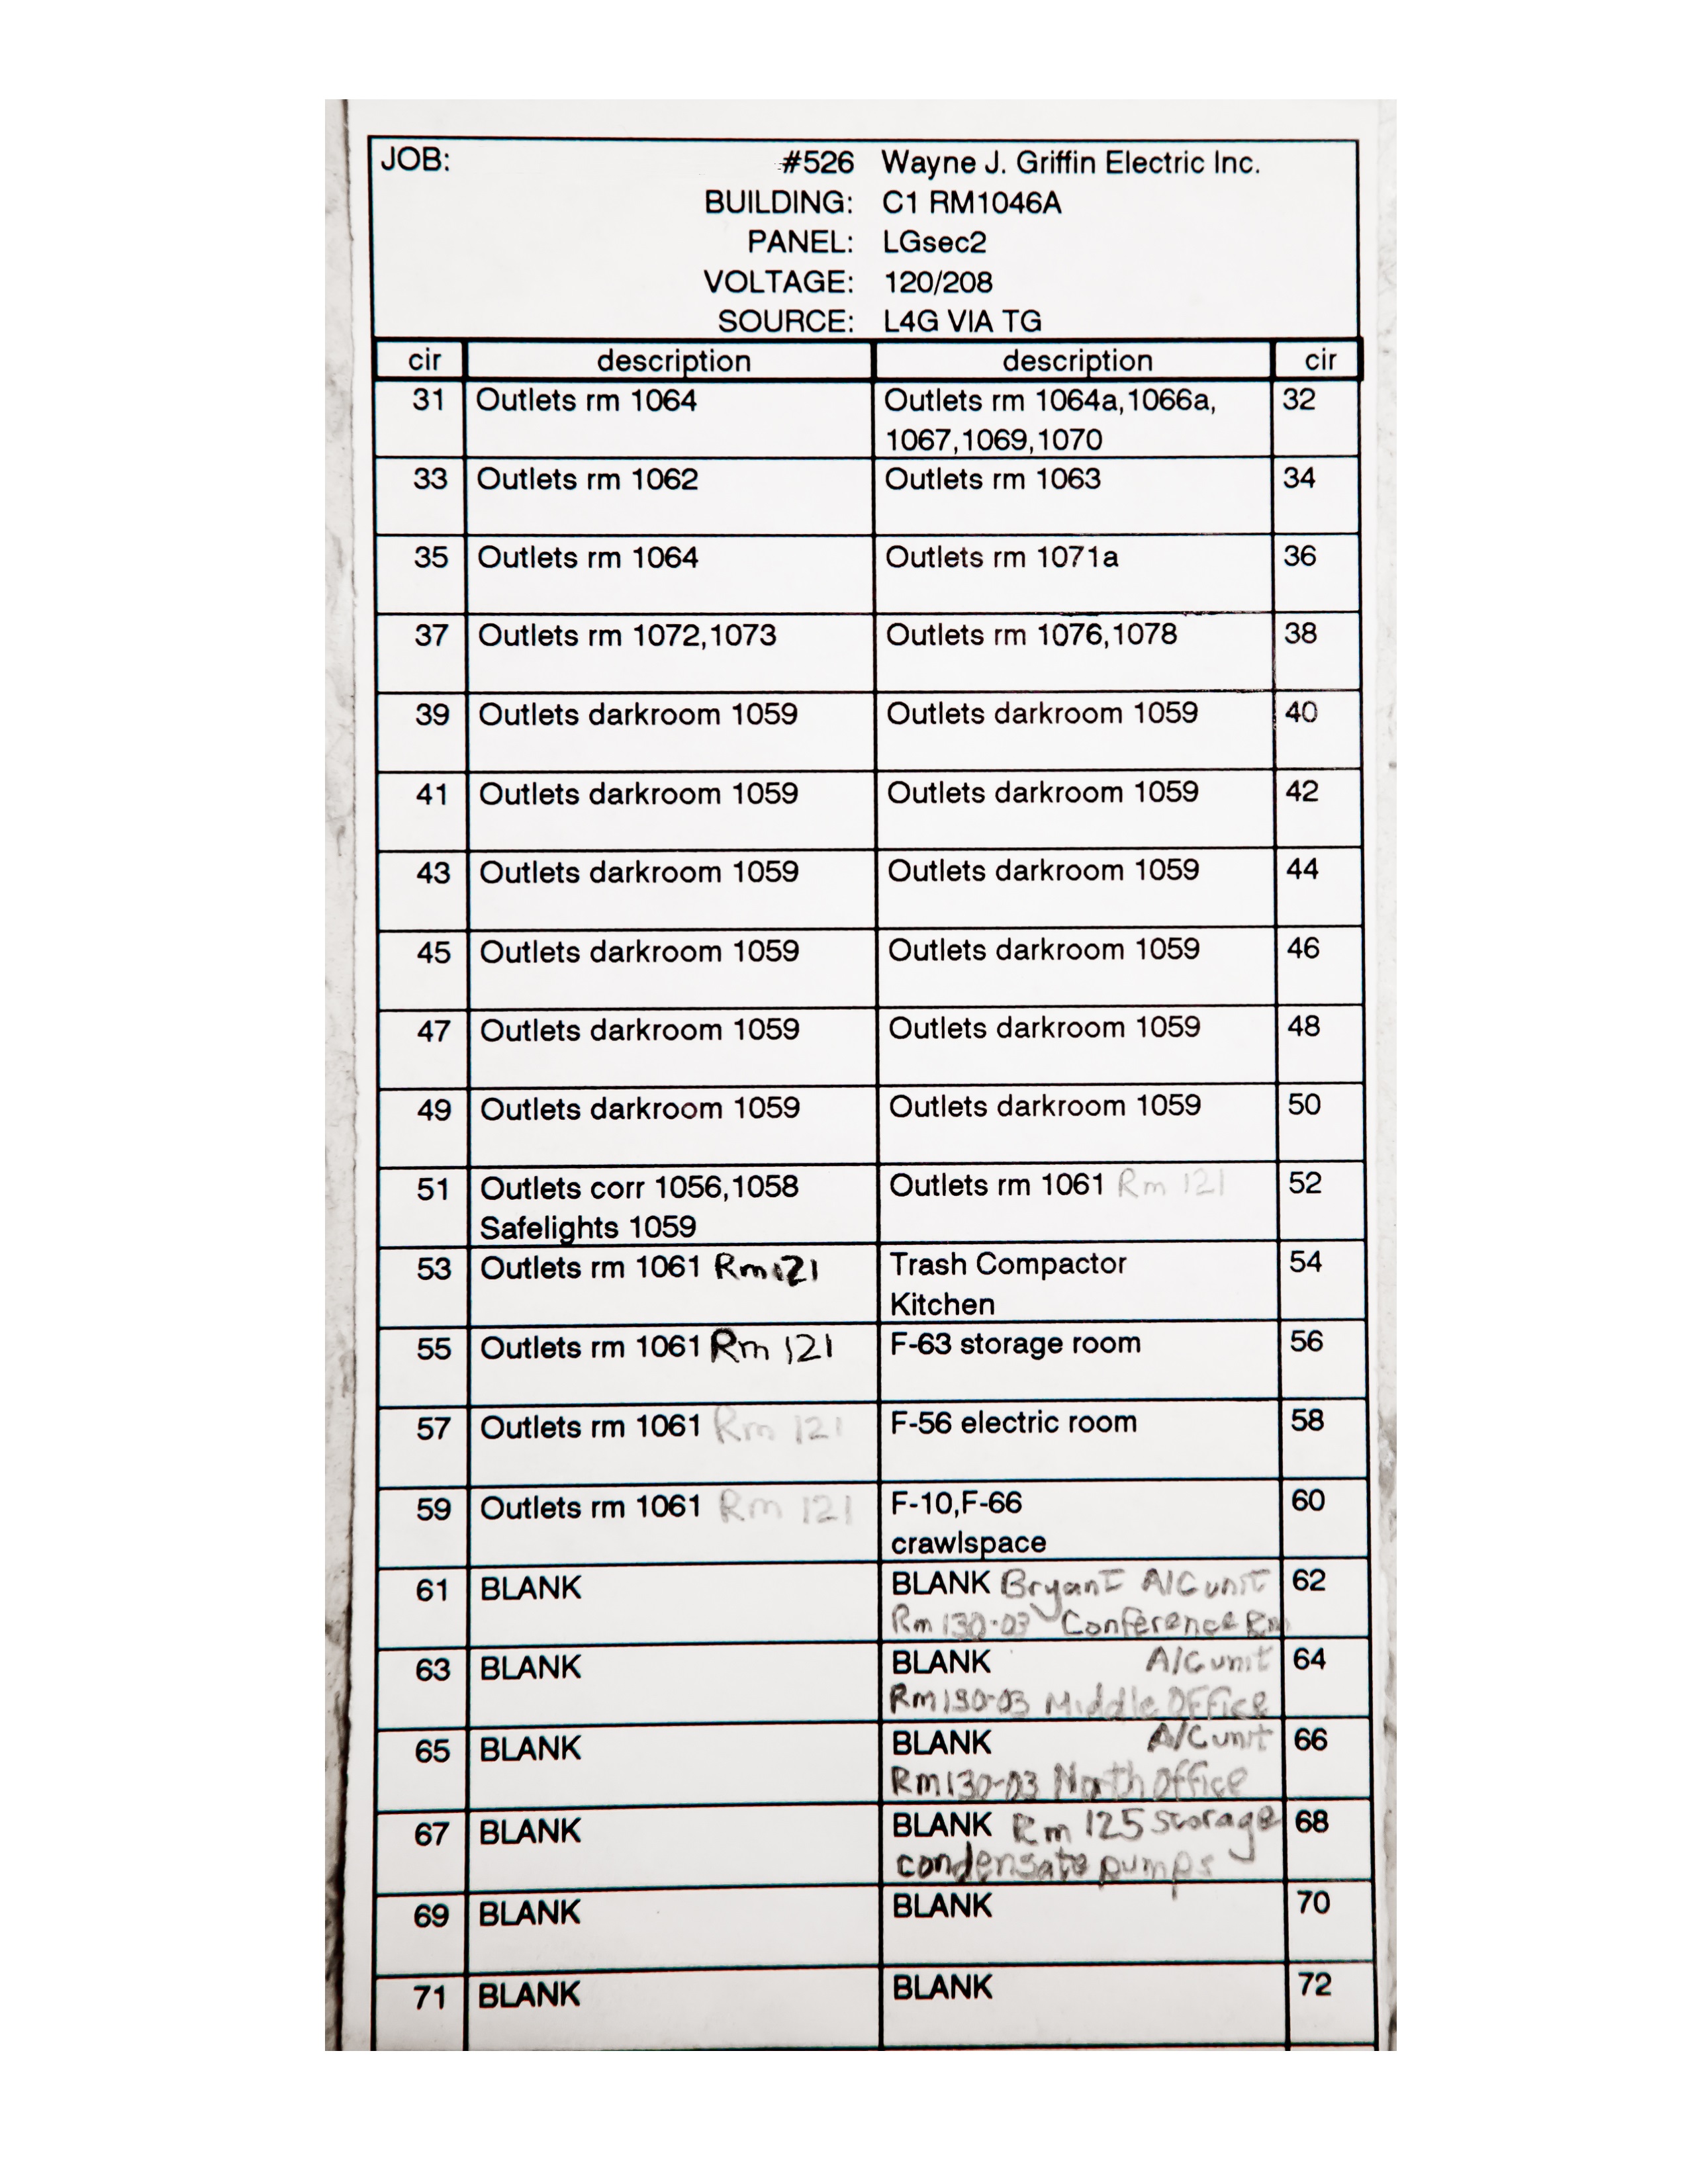 JOB: #526 Wayne J. Griffin Electric Inc.
BUILDING: C1 RM1046A
PANEL: LGsec2
VOLTAGE: 120/208
SOURCE: L4G VIA TG
cir description description cir
31 Outlets rm 1064 Outlets rm 1064a,1066a, 32
1067,1069,1070
33 Outlets rm 1062 Outlets rm 1063 34
35 Outlets rm 1064 Outlets rm 1071a 36
37 Outlets rm 1072,1073 Outlets rm 1076,1078 38
39 Outlets darkroom 1059 Outlets darkroom 1059 40
41 Outlets darkroom 1059 Outlets darkroom 1059 42
43 Outlets darkroom 1059 Outlets darkroom 1059 44
45 Outlets darkroom 1059 Outlets darkroom 1059 46
47 Outlets darkroom 1059 Outlets darkroom 1059 48
49 Outlets darkroom 1059 Outlets darkroom 1059 50
51 Outlets corr 1056,1058 Outlets rm 1061 Rm 121 52
Safelights 1059
53 Outlets rm 1061 Rm 121 Trash Compactor 54
Kitchen
55 Outlets rm 1061 Rm 121 F-63 storage room 56
57 Outlets rm 1061 Rm 121 F-56 electric room 58
59 Outlets rm 1061 Rm 121 F-10,F-66 60
crawlspace
61 BLANK BLANK Bryant A/C unit 62
Rm 130-03 Conference Rm
63 BLANK BLANK A/C unit 64
Rm 130-03 Middle Office
65 BLANK BLANK A/C unit 66
Rm 130-03 North Office
67 BLANK BLANK Rm 125 storage 68
condensate pumps
69 BLANK BLANK 70
71 BLANK BLANK 72